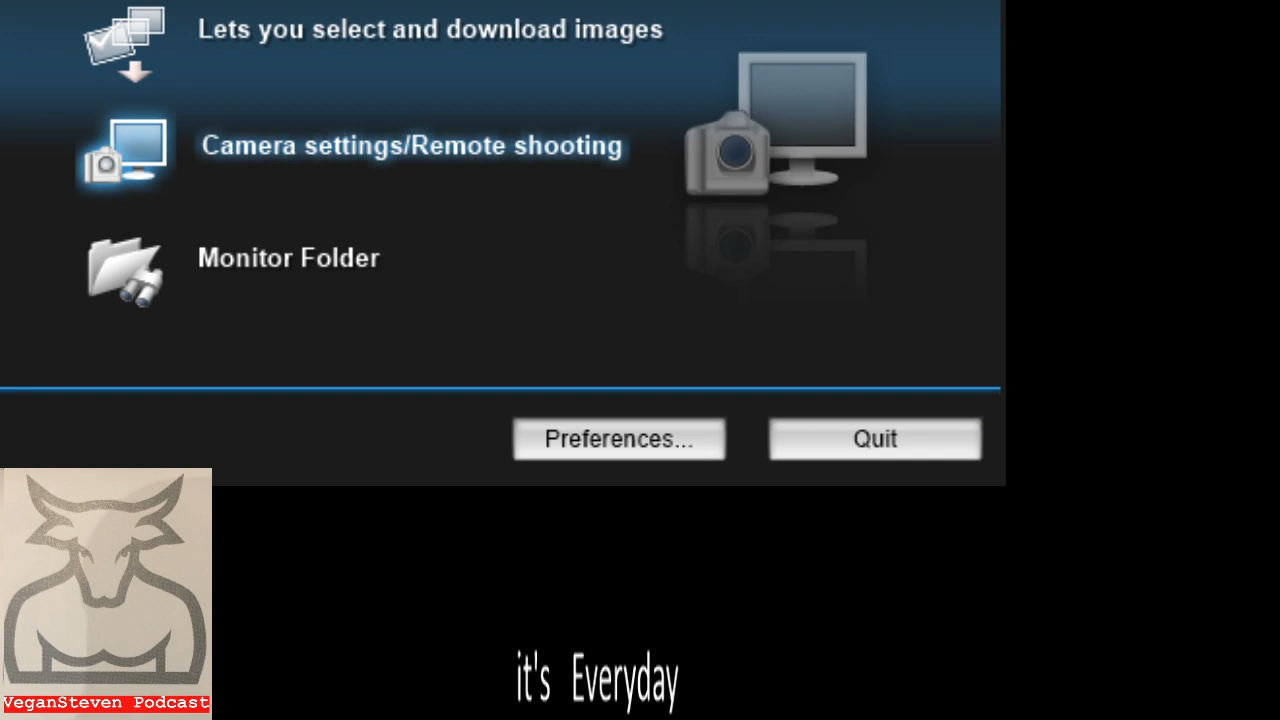 Lets you select and download images
Camera settings/Remote shooting
Monitor Folder
Preferences...
Quit
VeganSteven Podcast
it's Everyday